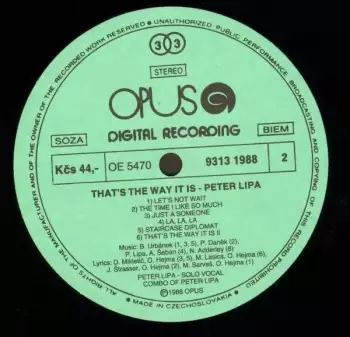 UNAUTHORIZED PUBLIC PERFORMANCE BROADCASTING AND COPYING OF THIS RECORD PROHIBITED
ALL RIGHTS OF THE MANUFACTURER AND OF THE OWNER OF THE RECORDED WORK RESERVED
33
STEREO
OPUS
DIGITAL RECORDING
SOZA
BIEM
Kčs 44,-
OE 5470
9313 1988
2
THAT'S THE WAY IT IS - PETER LIPA
1) LET'S NOT WAIT
2) THE TIME I LIKE SO MUCH
3) JUST A SOMEONE
4) LA, LA, LA
5) STAIRCASE DIPLOMAT
6) THAT'S THE WAY IT IS II
Music: B. Urbánek (1, 3, 5), P. Daněk (2),
P. Lipa, A. Šeban (4), N. Adderley (6)
Lyrics: D. Mikletič, O. Hejma (3, 5), M. Lasica, O. Hejma (6),
J. Strasser, O. Hejma (2), M. Sarvaš, O. Hejma (1)
PETER LIPA - SOLO VOCAL
COMBO OF PETER LIPA
℗ 1988 OPUS
MADE IN CZECHOSLOVAKIA